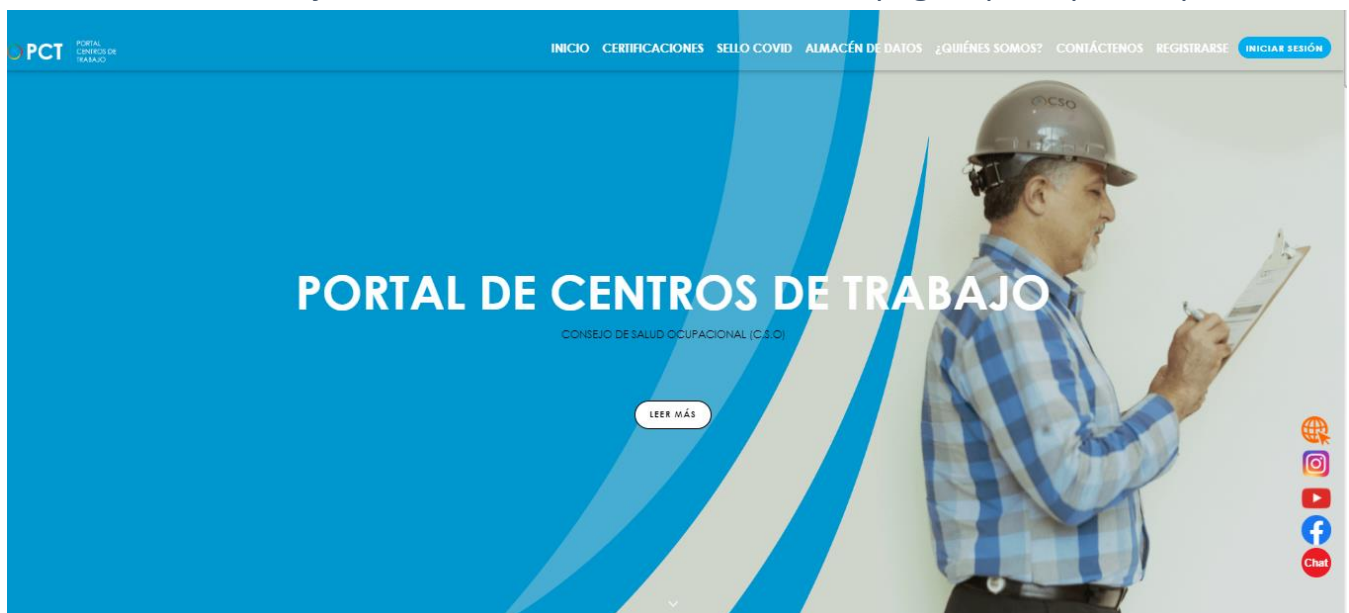 PCT
PORTAL
CENTROS DE
TRABAJO
INICIO CERTIFICACIONES SELLO COVID ALMACÉN DE DATOS ¿QUIÉNES SOMOS? CONTÁCTENOS REGISTRARSE INICIAR SESIÓN
CSO
PORTAL DE CENTROS DE TRABAJO
CONSEJO DE SALUD OCUPACIONAL (C.S.O)
LEER MÁS
Chat